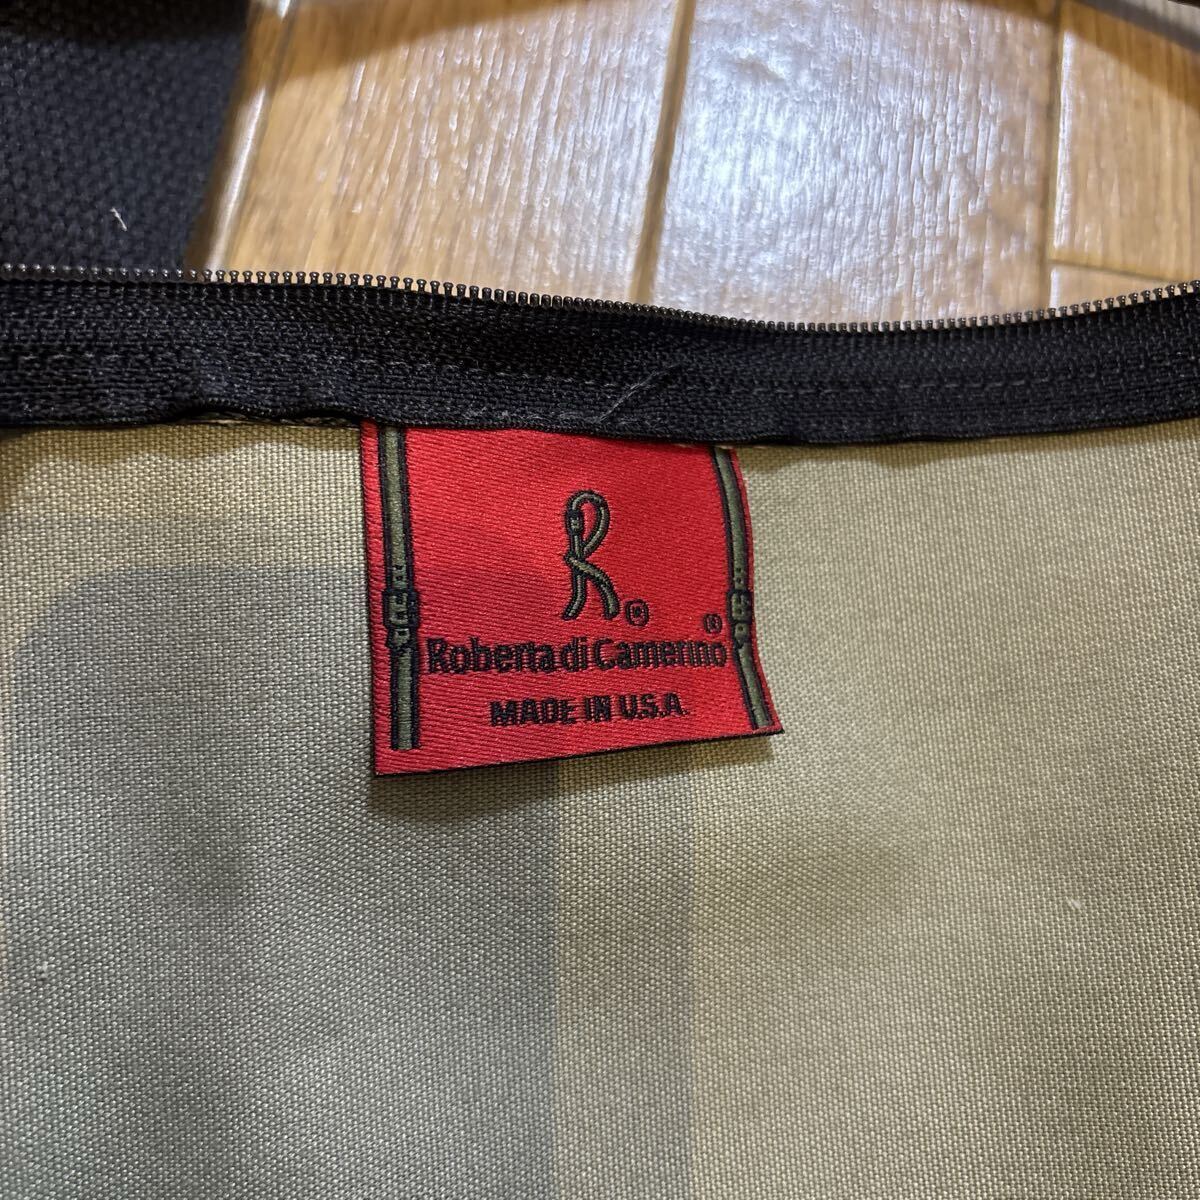 R®
Roberta di Camerino®
MADE IN U.S.A.